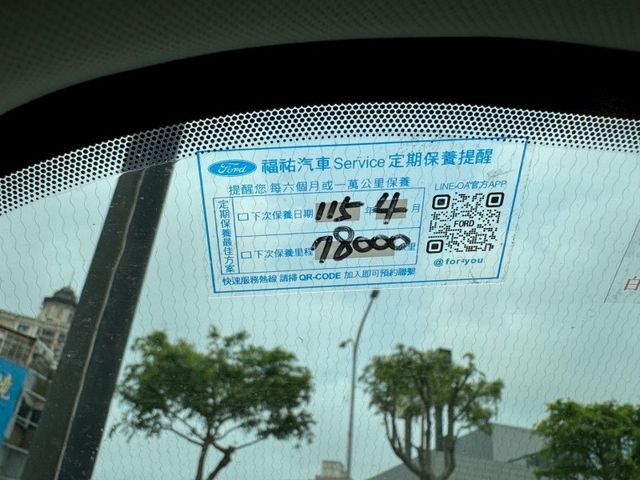 Ford 福祐汽車 Service 定期保養提醒
提醒您 每六個月或一萬公里保養
LINE-OA官方APP
定期保養最佳方案
下次保養日期 115 年 4 月
下次保養里程 78000 里
FORD
@for²you
快速服務熱線 請掃 QR-CODE 加入即可預約聯繫